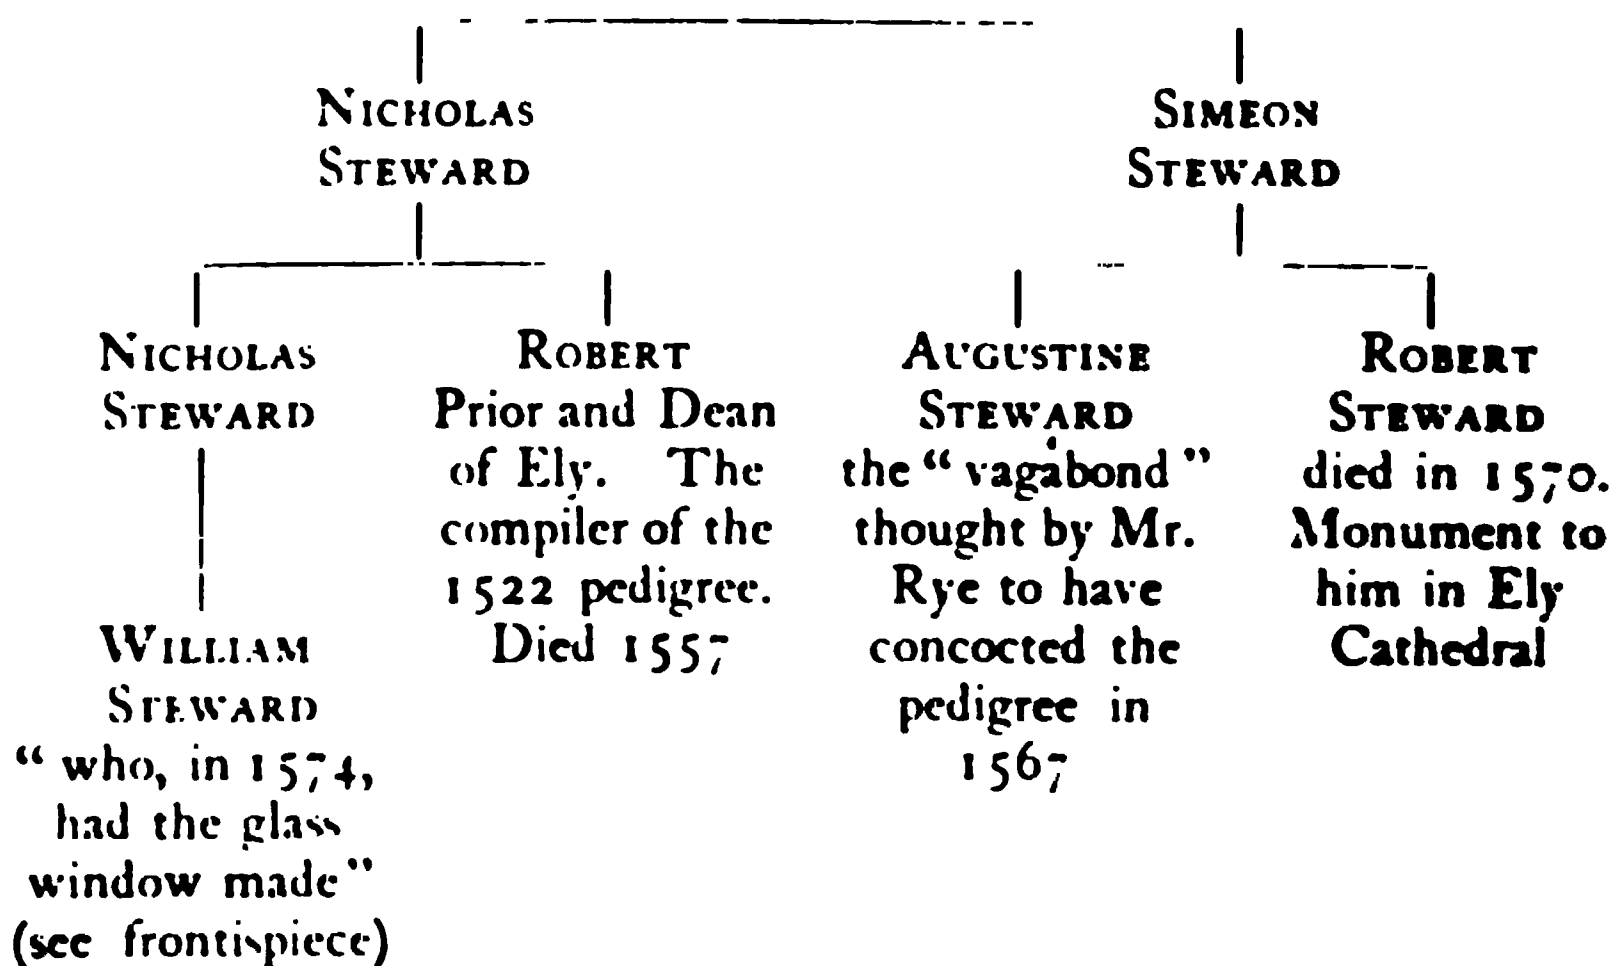 NICHOLAS
STEWARD
SIMEON
STEWARD
NICHOLAS
STEWARD
ROBERT
Prior and Dean
of Ely. The
compiler of the
1522 pedigree.
Died 1557
AUGUSTINE
STEWARD
the “vagabond”
thought by Mr.
Rye to have
concocted the
pedigree in
1567
ROBERT
STEWARD
died in 1570.
Monument to
him in Ely
Cathedral
WILLIAM
STEWARD
“who, in 1574,
had the glass
window made”
(see frontispiece)